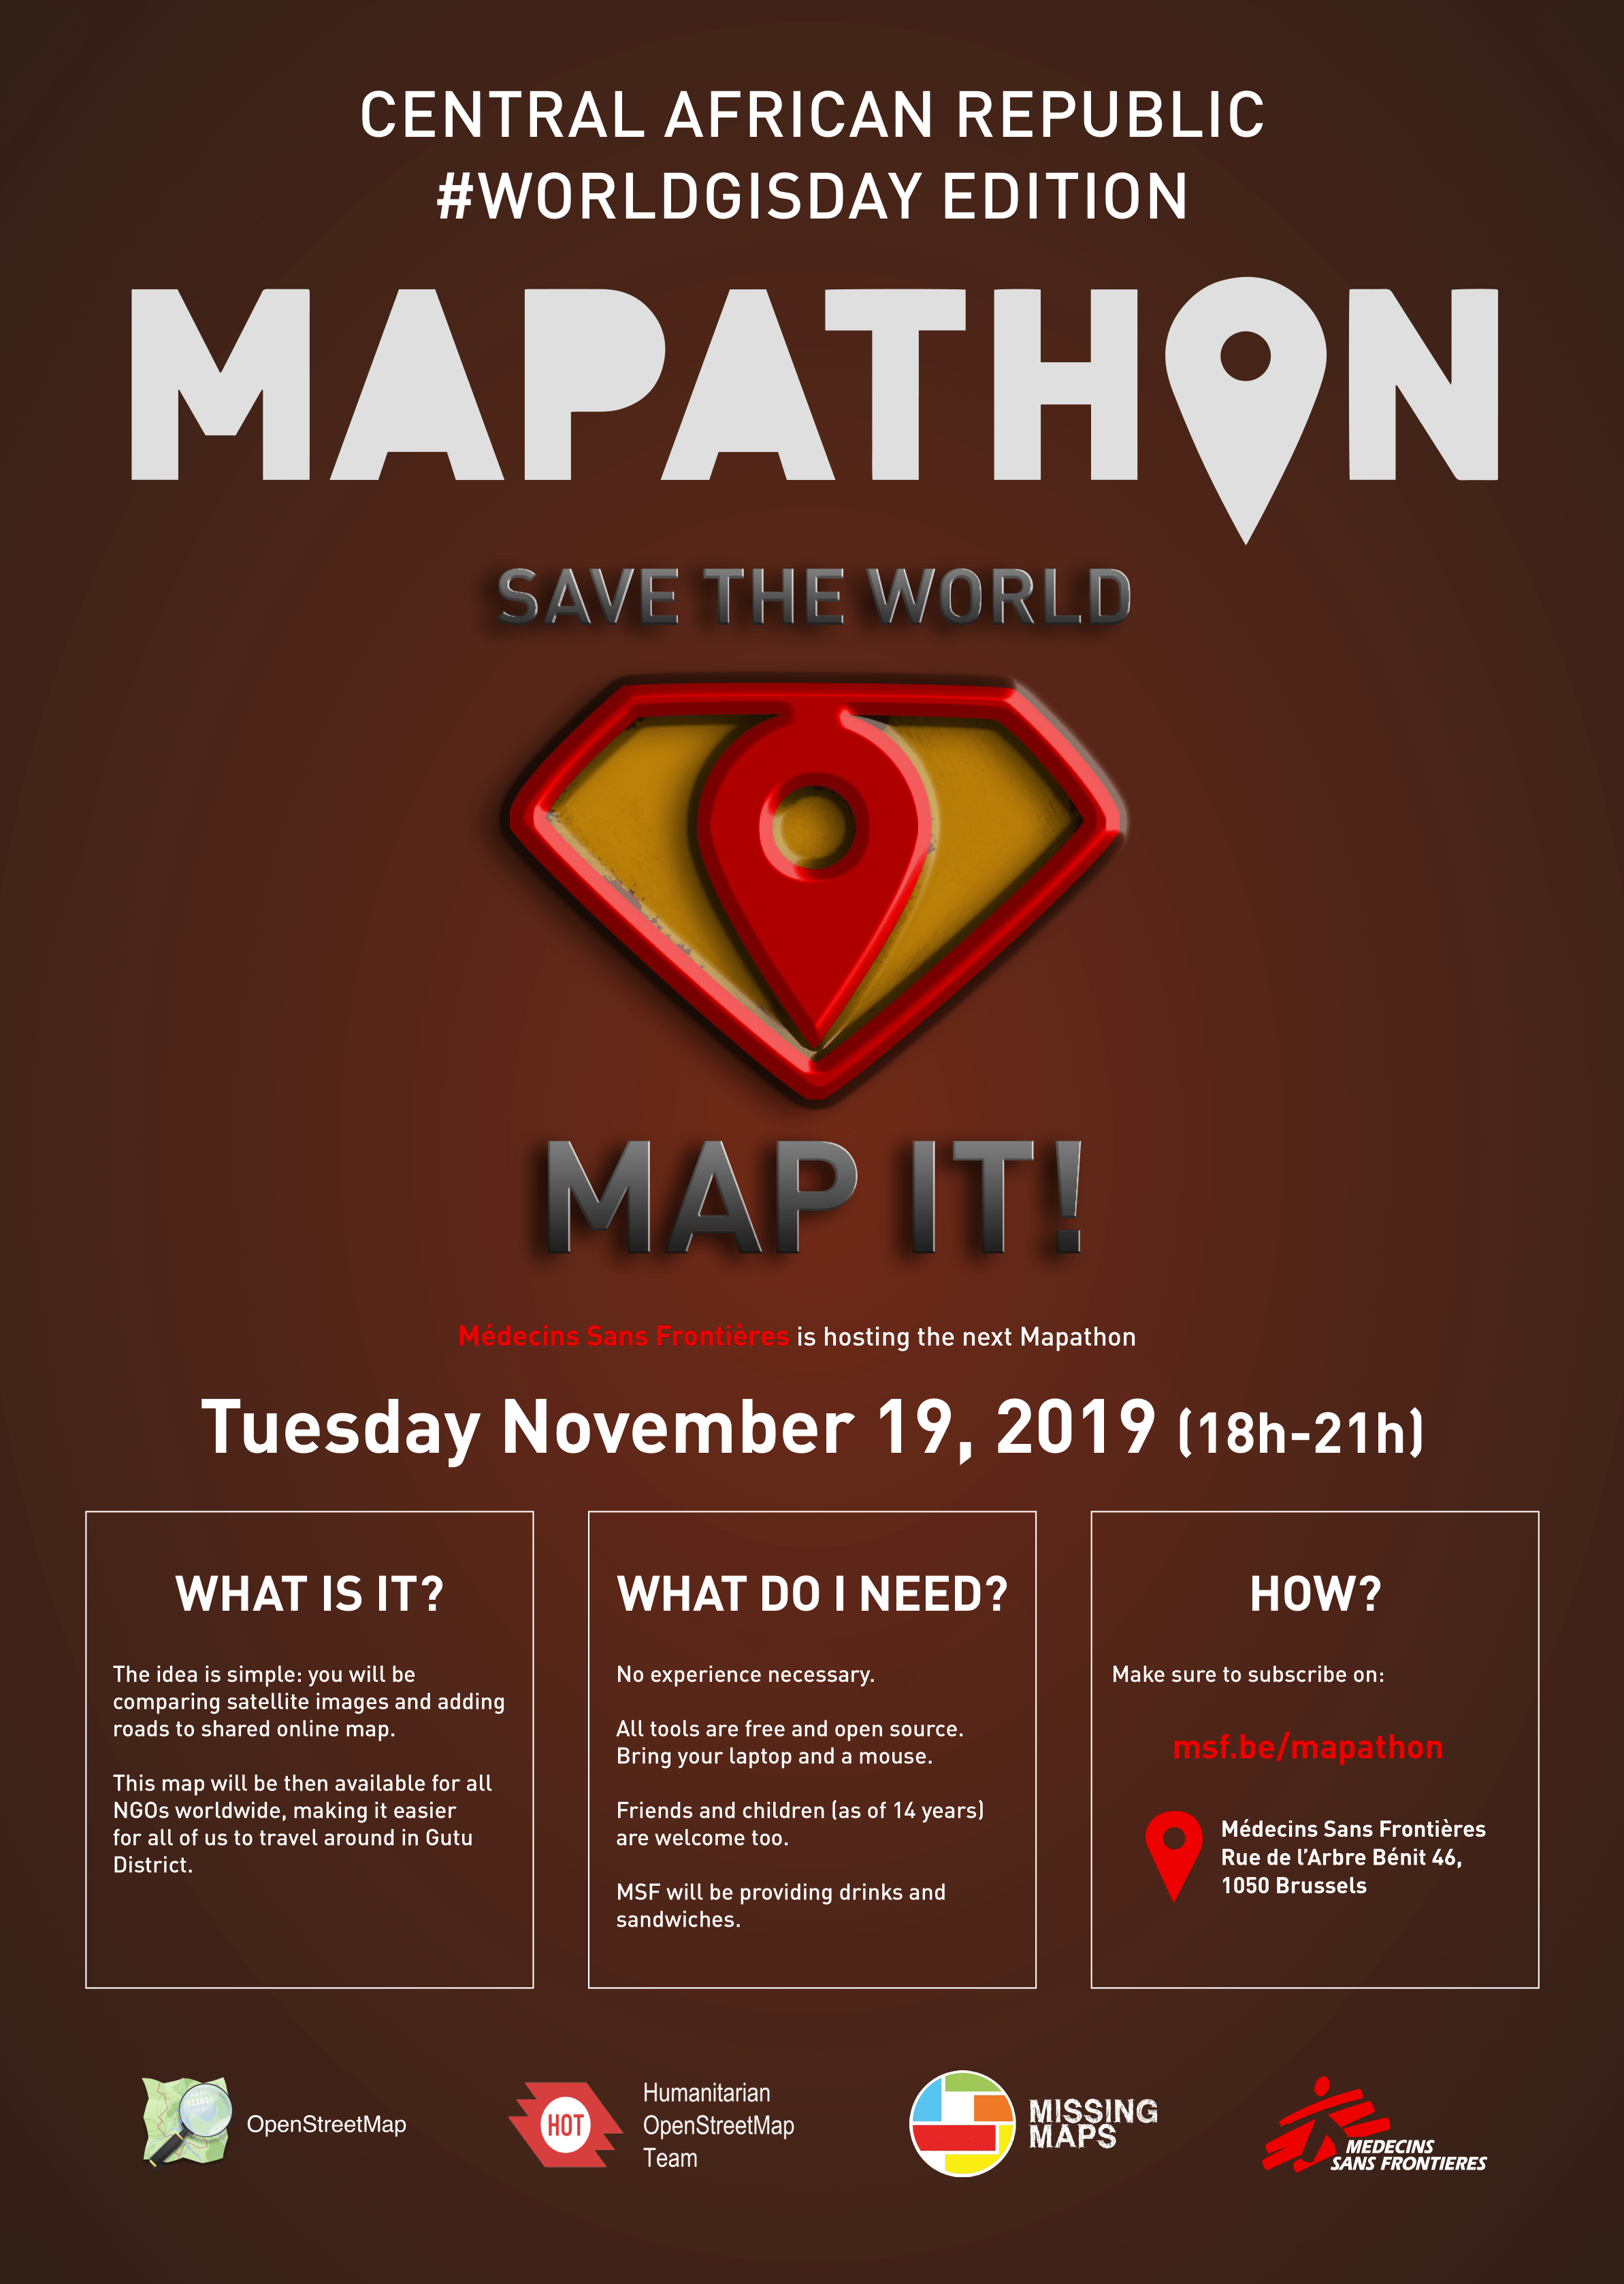 CENTRAL AFRICAN REPUBLIC
#WORLDGISDAY EDITION
MAPATHON
SAVE THE WORLD
MAP IT!
Médecins Sans Frontières is hosting the next Mapathon
Tuesday November 19, 2019 (18h-21h)
WHAT IS IT?
The idea is simple: you will be
comparing satellite images and adding
roads to shared online map.
This map will be then available for all
NGOs worldwide, making it easier
for all of us to travel around in Gutu
District.
WHAT DO I NEED?
No experience necessary.
All tools are free and open source.
Bring your laptop and a mouse.
Friends and children (as of 14 years)
are welcome too.
MSF will be providing drinks and
sandwiches.
HOW?
Make sure to subscribe on:
msf.be/mapathon
Médecins Sans Frontières
Rue de l'Arbre Bénit 46,
1050 Brussels
OpenStreetMap
HOT
Humanitarian
OpenStreetMap
Team
MISSING
MAPS
MEDECINS
SANS FRONTIERES